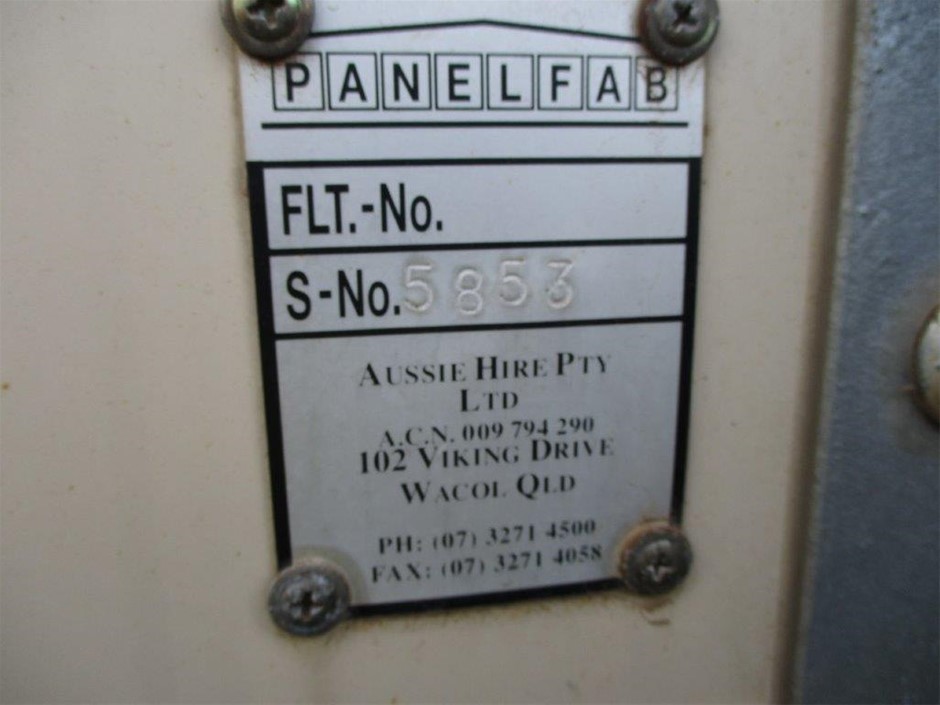 PANELFAB
FLT.-No.
S-No. 5853
AUSSIE HIRE PTY
LTD
A.C.N. 009 794 290
102 VIKING DRIVE
WACOL QLD
PH: (07) 3271 4500
FAX: (07) 3271 4058